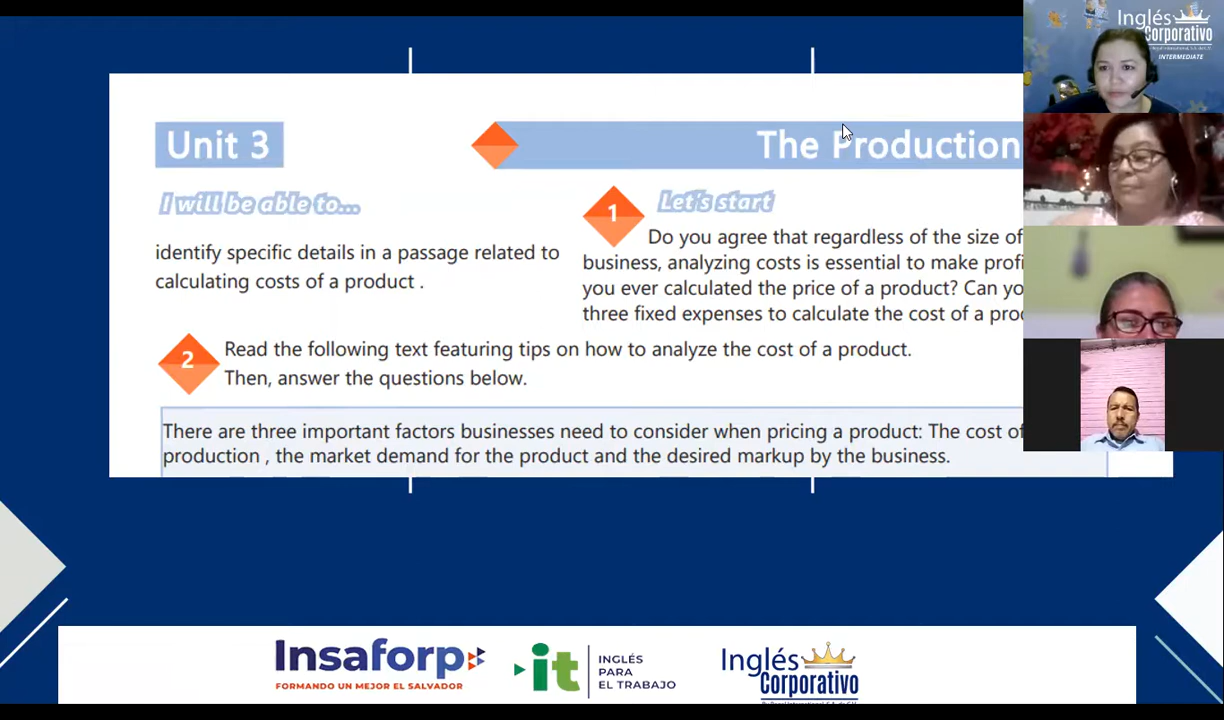 Unit 3
The Production
I will be able to...
identify specific details in a passage related to
calculating costs of a product .
1
Let's start
Do you agree that regardless of the size of
business, analyzing costs is essential to make
you ever calculated the price of a product? Can
three fixed expenses to calculate the cost of a
2
Read the following text featuring tips on how to analyze the cost of a product.
Then, answer the questions below.
There are three important factors businesses need to consider when pricing a product: The cost of
production , the market demand for the product and the desired markup by the business.
Inglés
Corporativo
INTERMEDIATE
Insaforp
FORMANDO UN MEJOR EL SALVADOR
it
INGLÉS
PARA
EL TRABAJO
Inglés
Corporativo